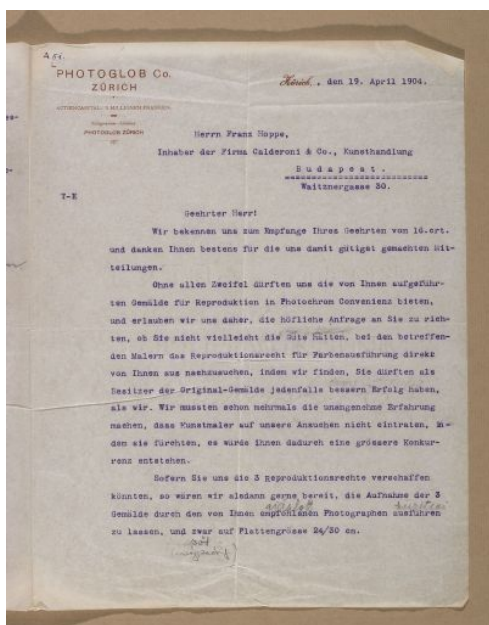 PHOTOGLOB Co.
ZÜRICH
PHOTOGLOB ZÜRICH
Zürich, den 19. April 1904.
Herrn Franz Hoppe,
Inhaber der Firma Calderoni & Co., Kunsthandlung
Budapest.
Waitznergasse 30.
Y-E
Geehrter Herr!
Wir bekennen uns zum Empfange Ihres Geehrten vom 16.crt.
und danken Ihnen bestens für die uns damit gütigst gemachten Mit-
teilungen.
Ohne allen Zweifel dürften uns die von Ihnen aufgeführ-
ten Gemälde für Reproduktion in Photochrom Convenienz bieten,
und erlauben wir uns daher, die höfliche Anfrage an Sie zu rich-
ten, ob Sie nicht vielleicht die Güte hätten, bei den betreffen-
den Malern das Reproduktionsrecht für Farbenausführung direkt
von Ihnen aus nachzusuchen, indem wir finden, Sie dürften als
Besitzer der Original-Gemälde jedenfalls bessern Erfolg haben,
als wir. Wir mussten schon mehrmals die unangenehme Erfahrung
machen, dass Kunstmaler auf unsere Ansuchen nicht eintraten, in-
dem sie fürchten, es würde ihnen dadurch eine grössere Konkur-
renz entstehen.
Sofern Sie uns die 3 Reproduktionsrechte verschaffen
könnten, so wären wir alsdann gerne bereit, die Aufnahme der 3
Gemälde durch den von Ihnen empfohlenen Photographen ausführen
zu lassen, und zwar auf Plattengrösse 24/30 cm.